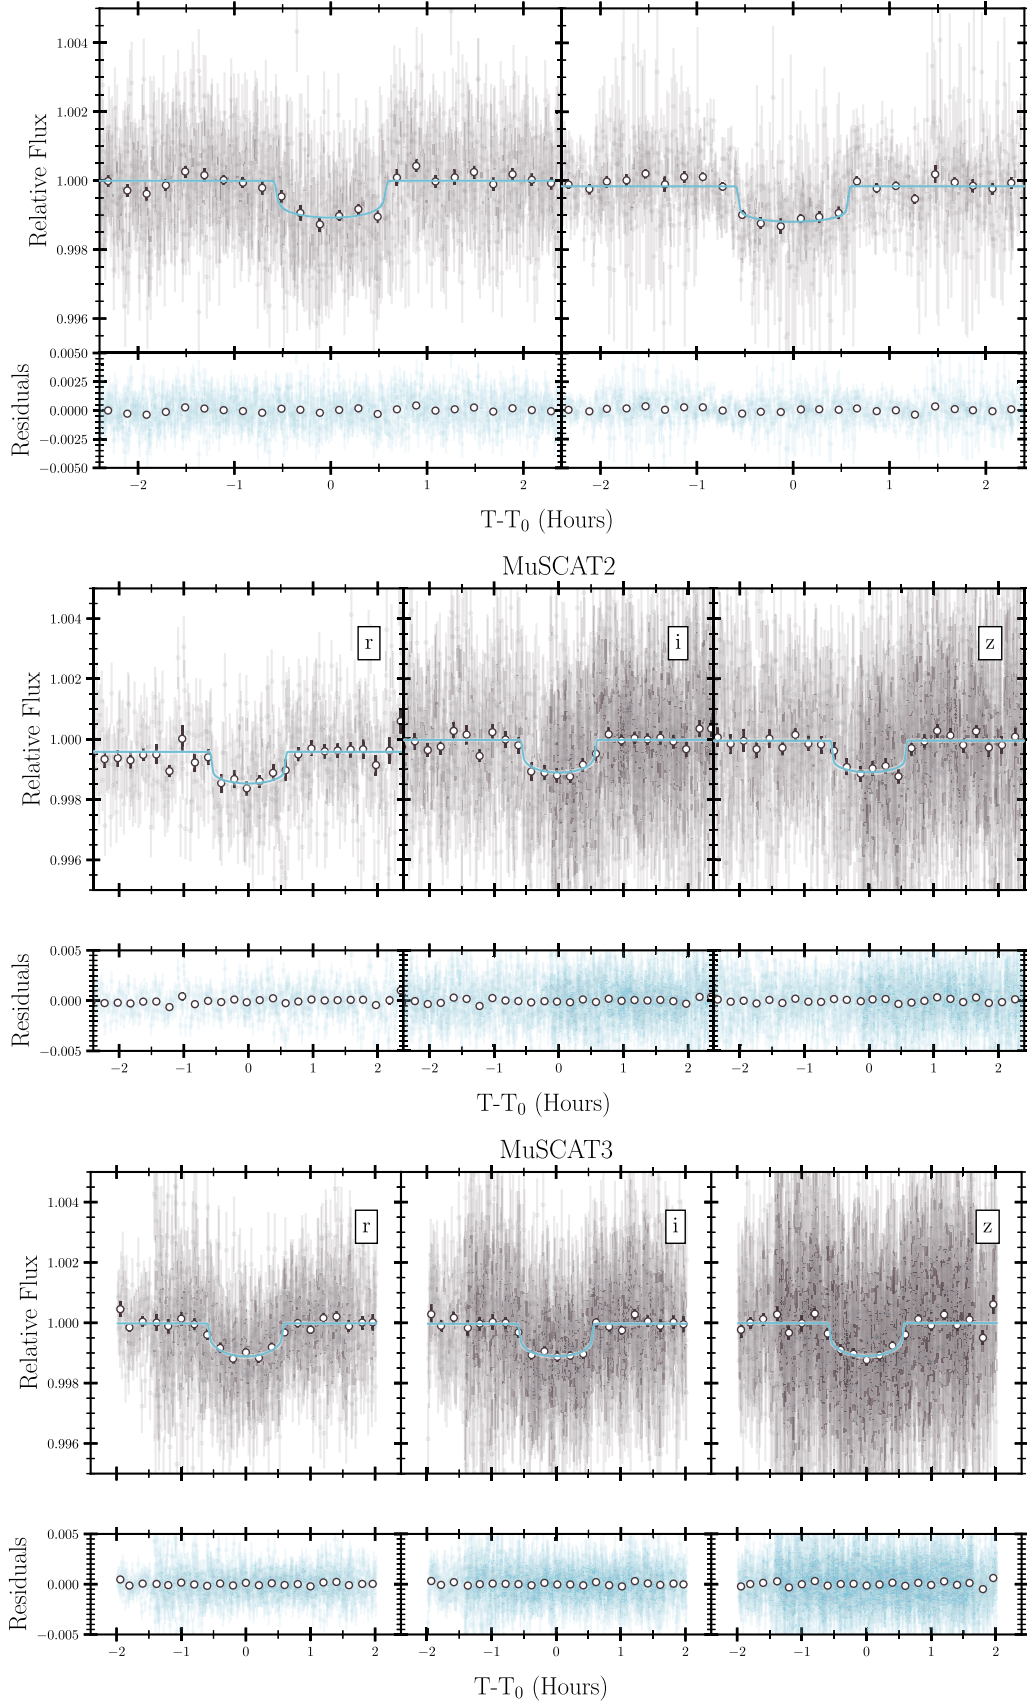 1.004
1.002
1.000
0.998
0.996
Relative Flux
0.0050
0.0025
0.0000
−0.0025
−0.0050
Residuals
−2 −1 0 1 2 −2 −1 0 1 2
T-T0 (Hours)
MuSCAT2
r i z
1.004
1.002
1.000
0.998
0.996
Relative Flux
0.005
0.000
−0.005
Residuals
−2 −1 0 1 2 −2 −1 0 1 2 −2 −1 0 1 2
T-T0 (Hours)
MuSCAT3
r i z
1.004
1.002
1.000
0.998
0.996
Relative Flux
0.005
0.000
−0.005
Residuals
−2 −1 0 1 2 −2 −1 0 1 2 −2 −1 0 1 2
T-T0 (Hours)